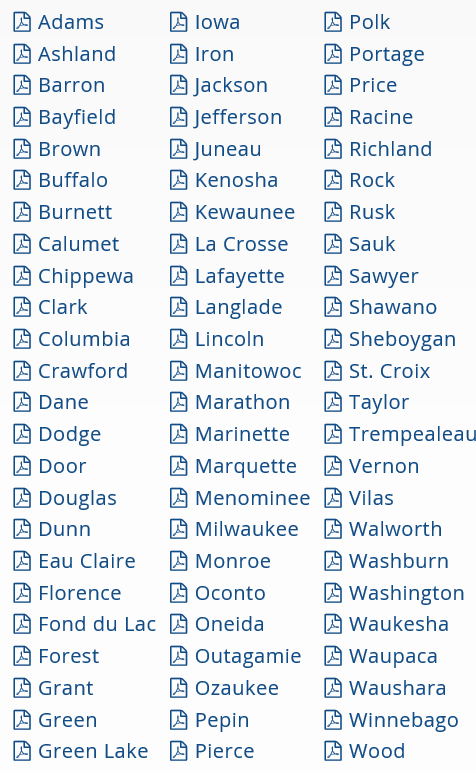 Adams
Ashland
Barron
Bayfield
Brown
Buffalo
Burnett
Calumet
Chippewa
Clark
Columbia
Crawford
Dane
Dodge
Door
Douglas
Dunn
Eau Claire
Florence
Fond du Lac
Forest
Grant
Green
Green Lake
Iowa
Iron
Jackson
Jefferson
Juneau
Kenosha
Kewaunee
La Crosse
Lafayette
Langlade
Lincoln
Manitowoc
Marathon
Marinette
Marquette
Menominee
Milwaukee
Monroe
Oconto
Oneida
Outagamie
Ozaukee
Pepin
Pierce
Polk
Portage
Price
Racine
Richland
Rock
Rusk
Sauk
Sawyer
Shawano
Sheboygan
St. Croix
Taylor
Trempealeau
Vernon
Vilas
Walworth
Washburn
Washington
Waukesha
Waupaca
Waushara
Winnebago
Wood